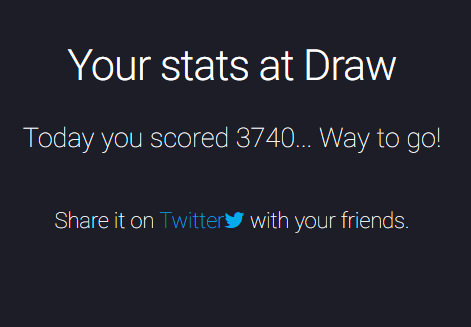 Your stats at Draw
Today you scored 3740... Way to go!
Share it on Twitter with your friends.